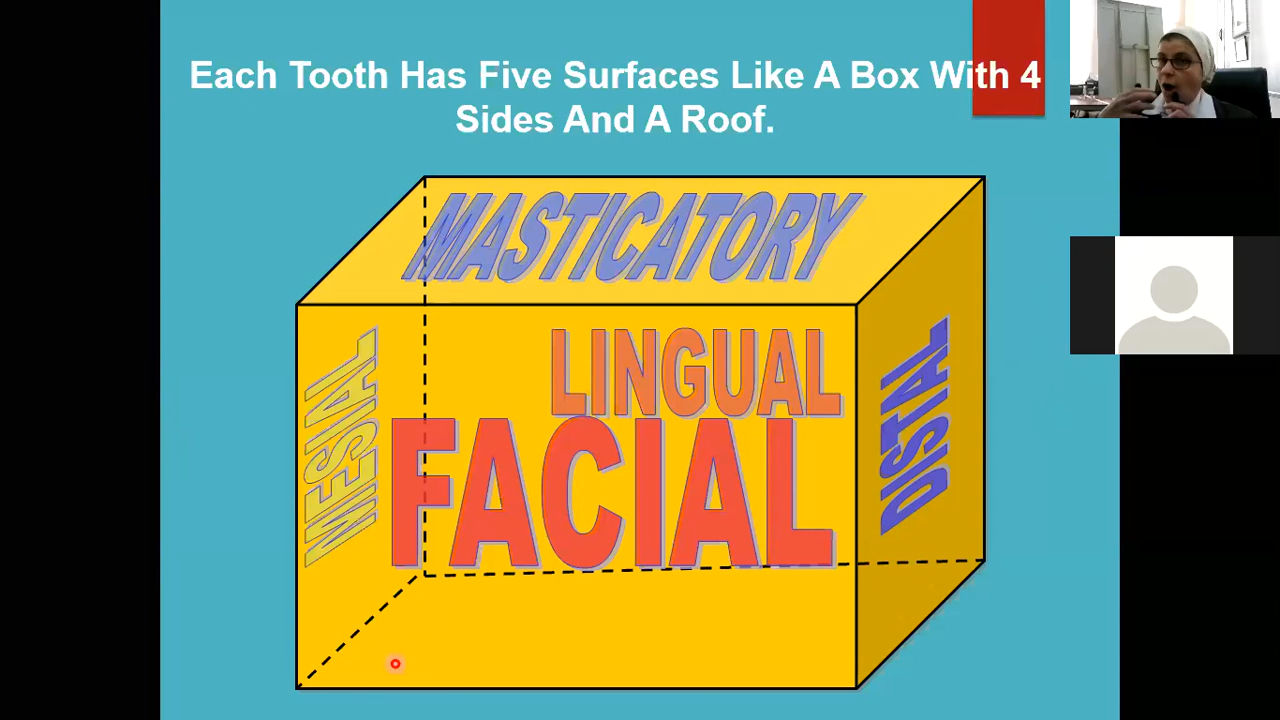 Each Tooth Has Five Surfaces Like A Box With 4
Sides And A Roof.
MASTICATORY
LINGUAL
MESIAL
FACIAL
DISTAL